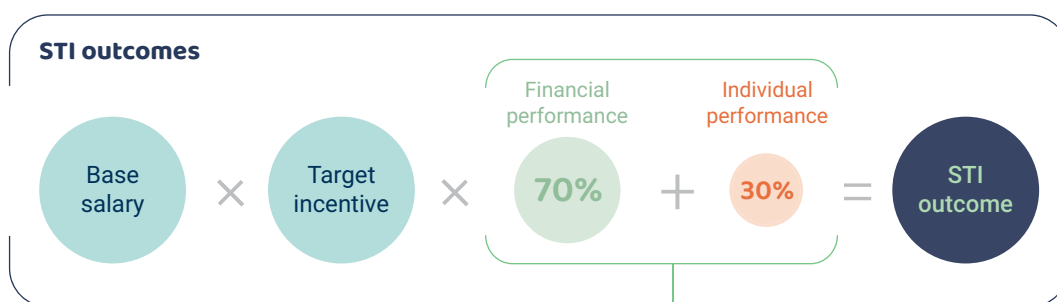 STI outcomes
Financial
performance
Individual
performance
Base
salary
×
Target
incentive
×
70%
+
30%
=
STI
outcome